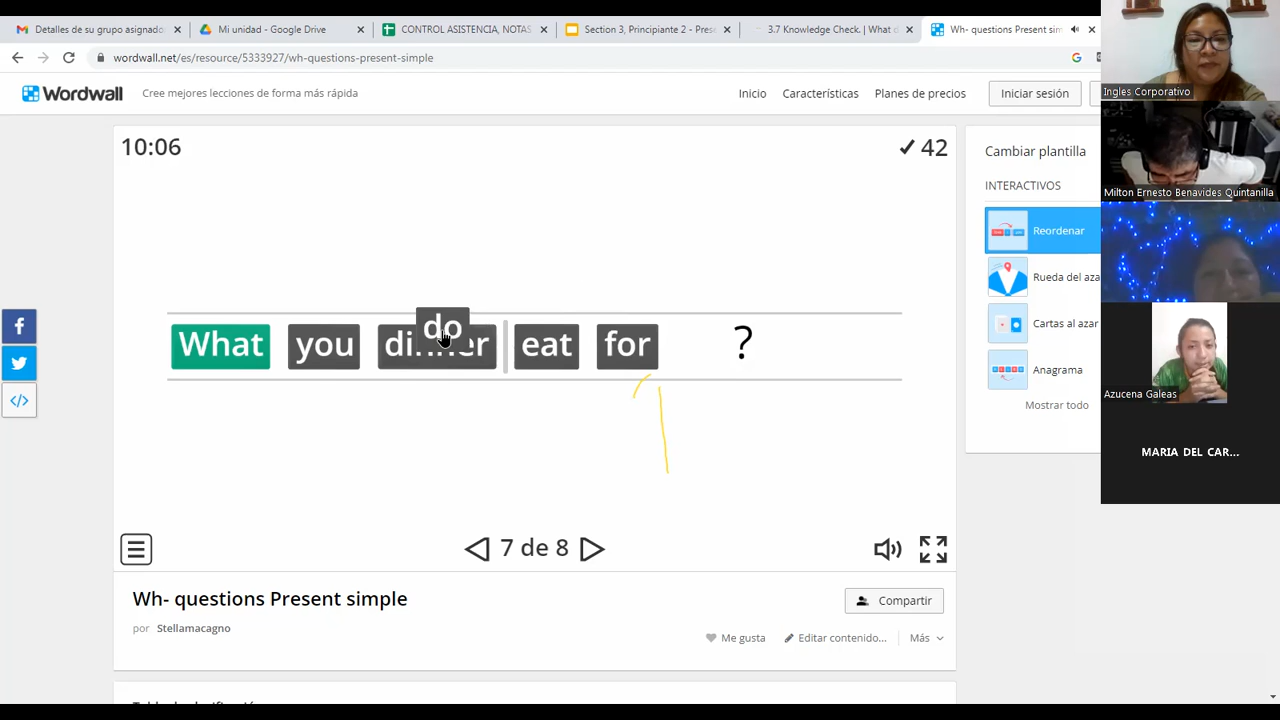 Detalles de su grupo asignado
Mi unidad - Google Drive
CONTROL ASISTENCIA, NOTAS
Section 3, Principiante 2 - Prese
3.7 Knowledge Check. | What d
Wh- questions Present sim
wordwall.net/es/resource/5333927/wh-questions-present-simple
Wordwall
Cree mejores lecciones de forma más rápida
Inicio
Características
Planes de precios
Iniciar sesión
Ingles Corporativo
10:06
42
Cambiar plantilla
INTERACTIVOS
Milton Ernesto Benavides Quintanilla
Reordenar
Rueda del aza
Cartas al azar
Anagrama
Mostrar todo
What you dinner do eat for ?
Azucena Galeas
MARIA DEL CAR...
7 de 8
Wh- questions Present simple
Compartir
por Stellamacagno
Me gusta
Editar contenido...
Más